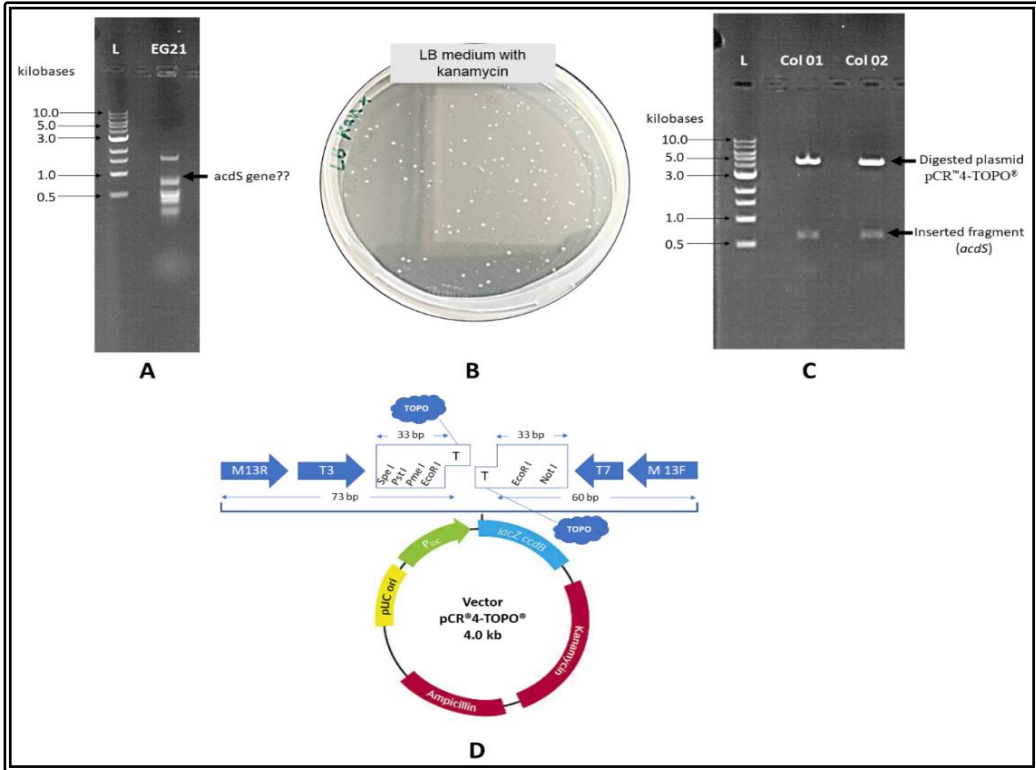 L EG21
kilobases
10.0
5.0
3.0
1.0
0.5
acdS gene??
A
LB medium with
kanamycin
LB KAN +
B
L Col 01 Col 02
kilobases
10.0
5.0
3.0
1.0
0.5
Digested plasmid
pCR™4-TOPO®
Inserted fragment
(acdS)
C
TOPO
33 bp
33 bp
M13R
T3
Spe I
Pst I
Pme I
EcoR I
T
T
EcoR I
Not I
T7
M 13F
73 bp
60 bp
TOPO
Plac
lacZ ccdB
pUC ori
Vector
pCR®4-TOPO®
4.0 kb
Kanamycin
Ampicillin
D